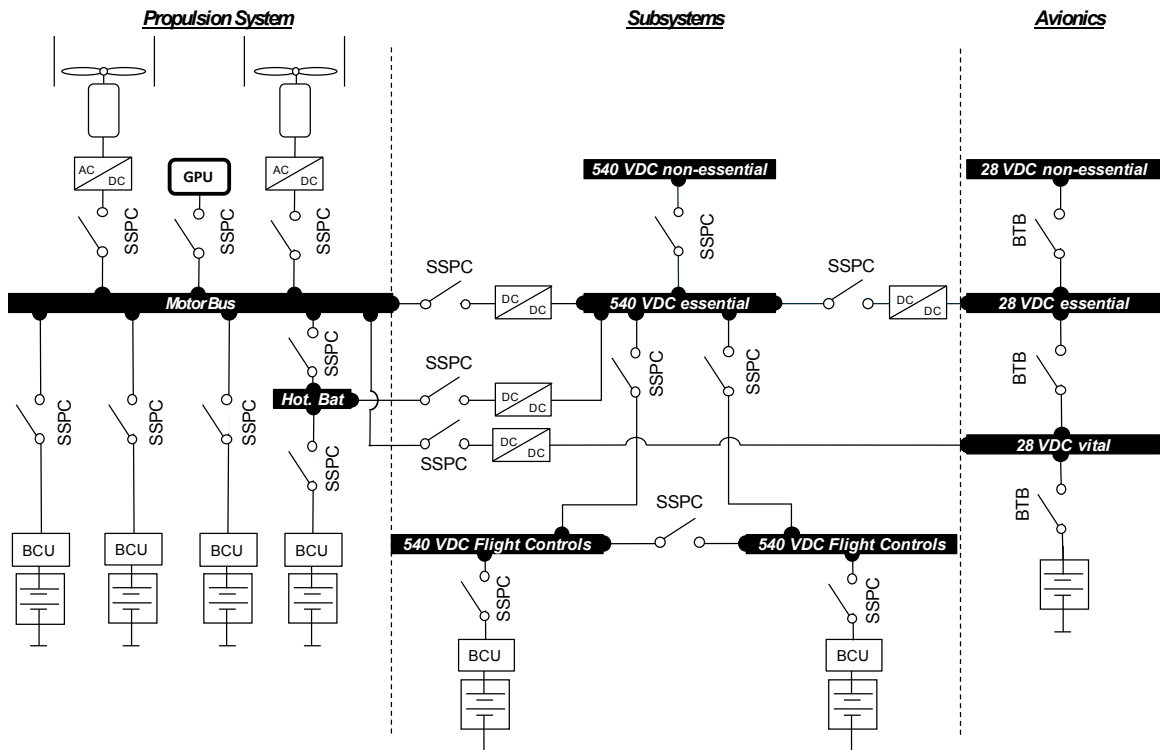 Propulsion System
Subsystems
Avionics
AC
DC
GPU
AC
DC
SSPC
SSPC
SSPC
540 VDC non-essential
28 VDC non-essential
SSPC
BTB
SSPC
SSPC
Motor Bus
DC
DC
540 VDC essential
DC
DC
28 VDC essential
SSPC
SSPC
SSPC
SSPC
BTB
Hot. Bat
DC
DC
SSPC
SSPC
SSPC
SSPC
DC
DC
SSPC
28 VDC vital
SSPC
BTB
540 VDC Flight Controls
540 VDC Flight Controls
BCU
BCU
BCU
BCU
SSPC
SSPC
BCU
BCU